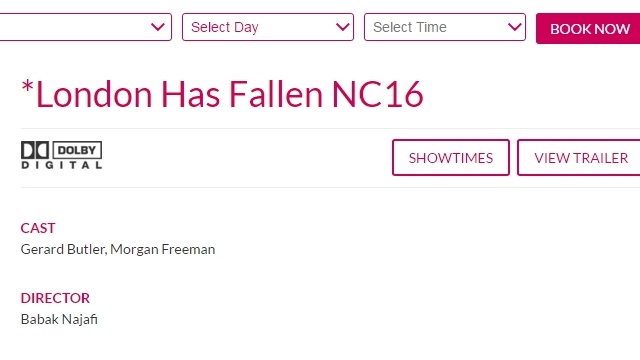 Select Day Select Time BOOK NOW
*London Has Fallen NC16
DOLBY
DIGITAL
SHOWTIMES VIEW TRAILER
CAST
Gerard Butler, Morgan Freeman
DIRECTOR
Babak Najafi